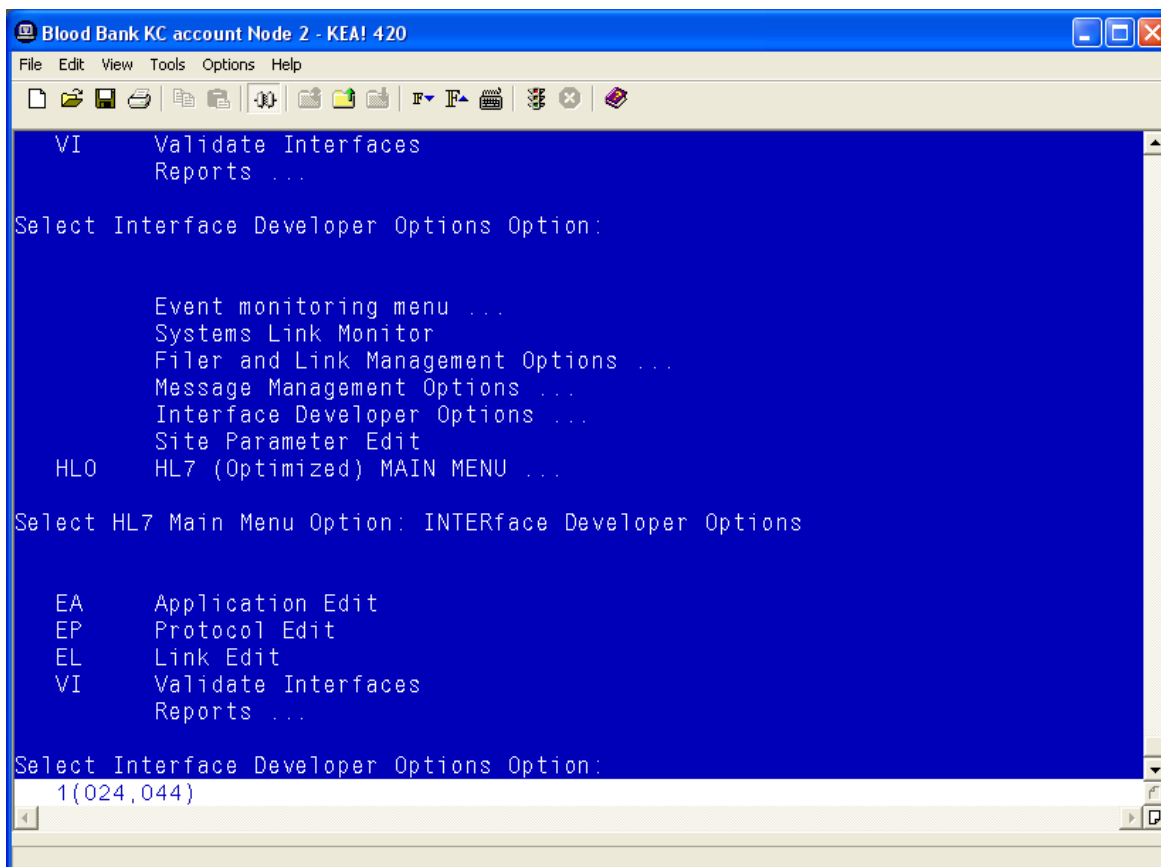 Blood Bank KC account Node 2 - KEA! 420
File Edit View Tools Options Help
VI Validate Interfaces
Reports ...
Select Interface Developer Options Option:
Event monitoring menu ...
Systems Link Monitor
Filer and Link Management Options ...
Message Management Options ...
Interface Developer Options ...
Site Parameter Edit
HLO HL7 (Optimized) MAIN MENU ...
Select HL7 Main Menu Option: INTERface Developer Options
EA Application Edit
EP Protocol Edit
EL Link Edit
VI Validate Interfaces
Reports ...
Select Interface Developer Options Option:
1(024,044)